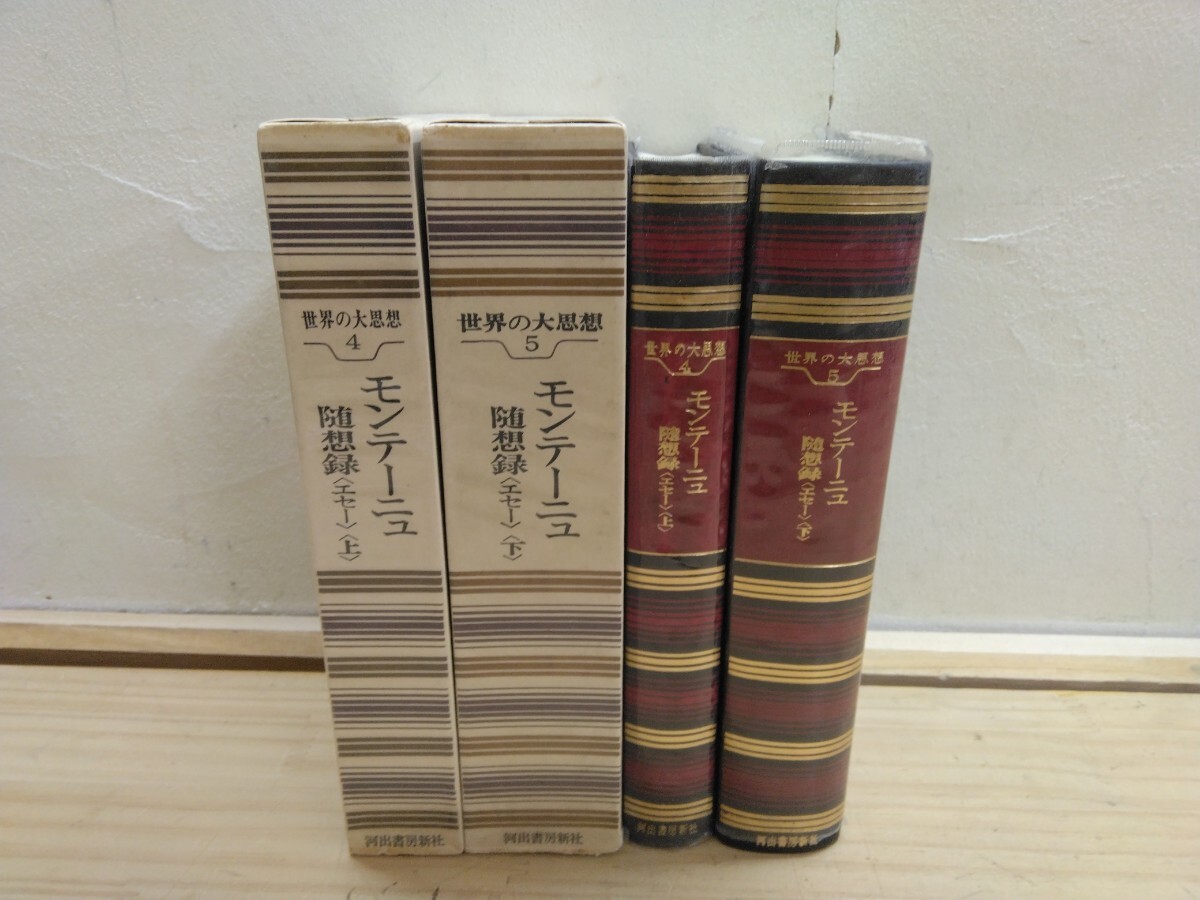 世界の大思想
4
モンテーニュ
随想録〈エセー〉〈上〉
河出書房新社
世界の大思想
5
モンテーニュ
随想録〈エセー〉〈下〉
河出書房新社
世界の大思想
4
モンテーニュ
随想録〈エセー〉〈上〉
河出書房新社
世界の大思想
5
モンテーニュ
随想録〈エセー〉〈下〉
河出書房新社